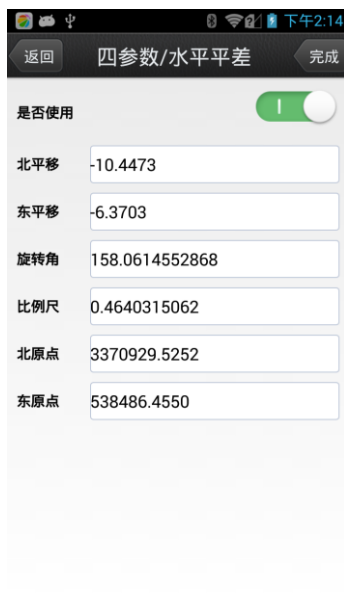 下午2:14
返回 四参数/水平平差 完成
是否使用
北平移 -10.4473
东平移 -6.3703
旋转角 158.0614552868
比例尺 0.4640315062
北原点 3370929.5252
东原点 538486.4550